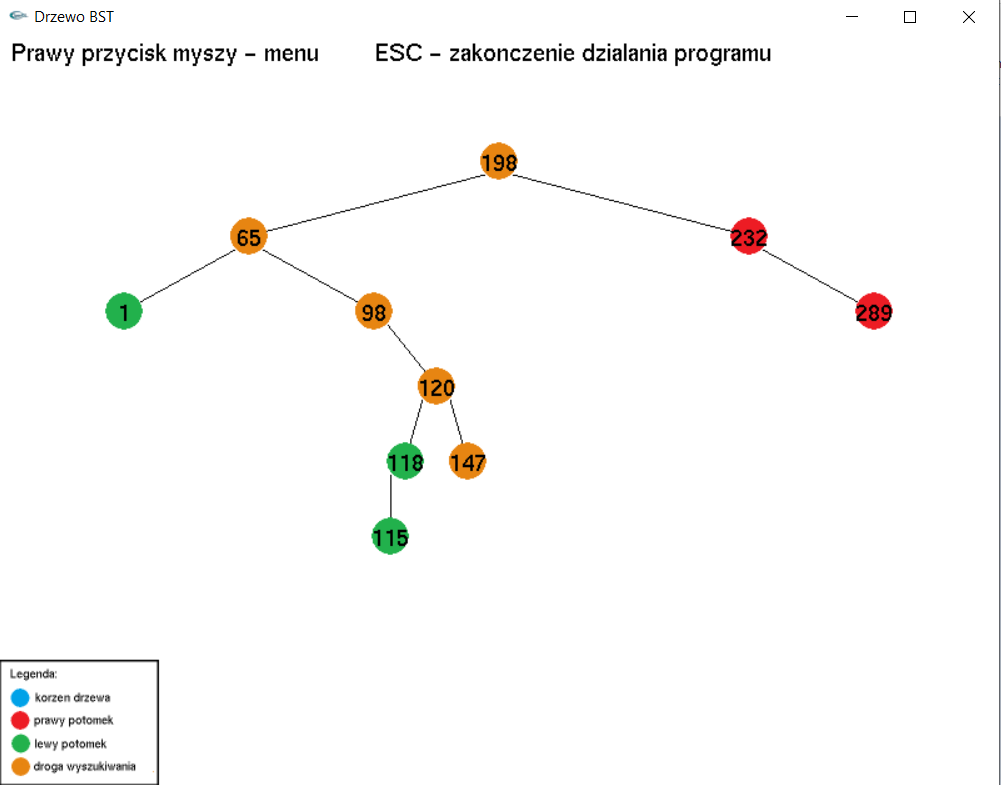 Drzewo BST
Prawy przycisk myszy – menu ESC – zakonczenie dzialania programu
198
65 232
1 98 289
120
118 147
115
Legenda:
korzen drzewa
prawy potomek
lewy potomek
droga wyszukiwania